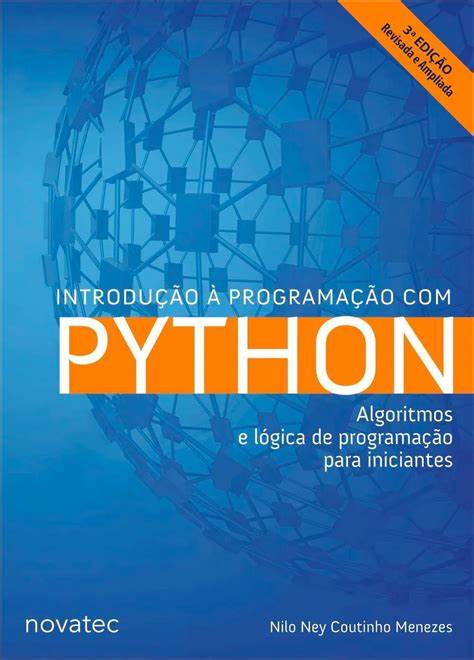 3ª EDIÇÃO
Revisada e Ampliada
INTRODUÇÃO À PROGRAMAÇÃO COM
PYTHON
Algoritmos
e lógica de programação
para iniciantes
novatec
Nilo Ney Coutinho Menezes